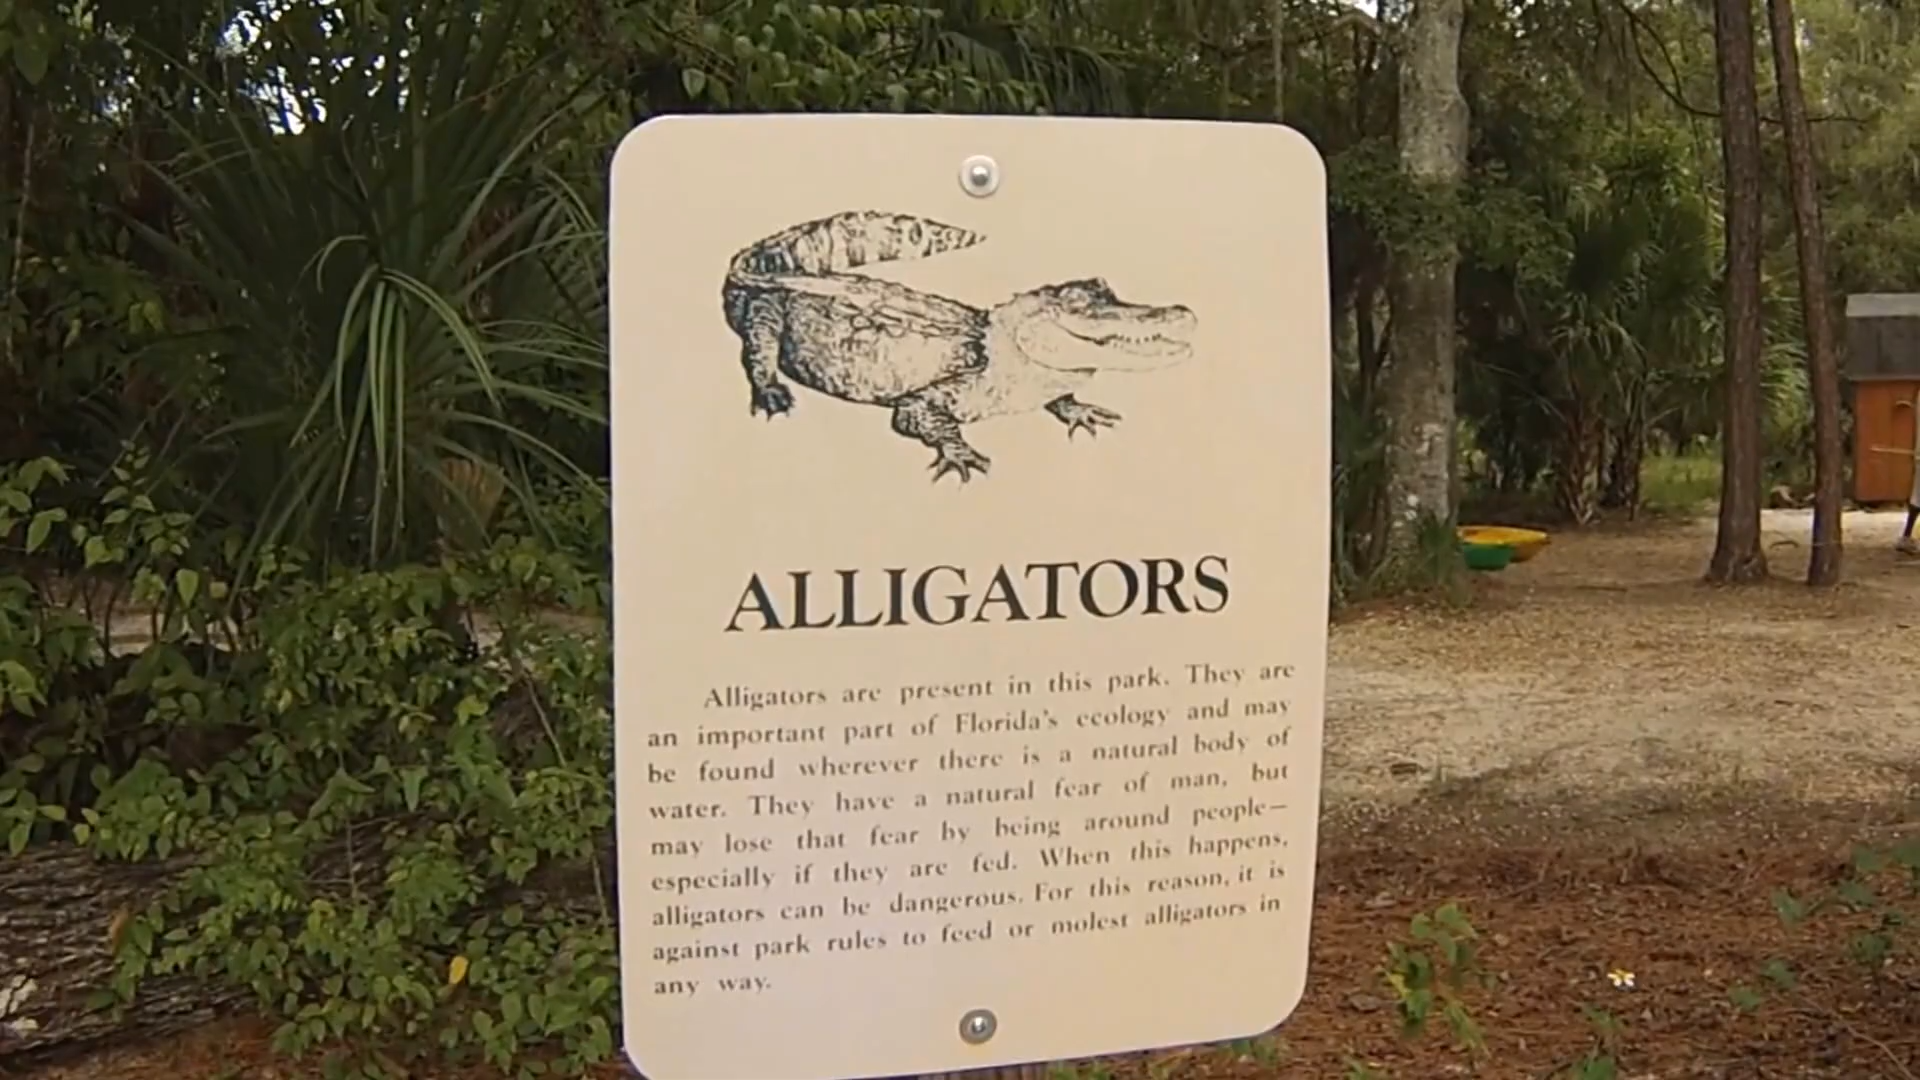 ALLIGATORS
Alligators are present in this park. They are
an important part of Florida's ecology and may
be found wherever there is a natural body of
water. They have a natural fear of man, but
may lose that fear by being around people—
especially if they are fed. When this happens,
alligators can be dangerous. For this reason, it is
against park rules to feed or molest alligators in
any way.